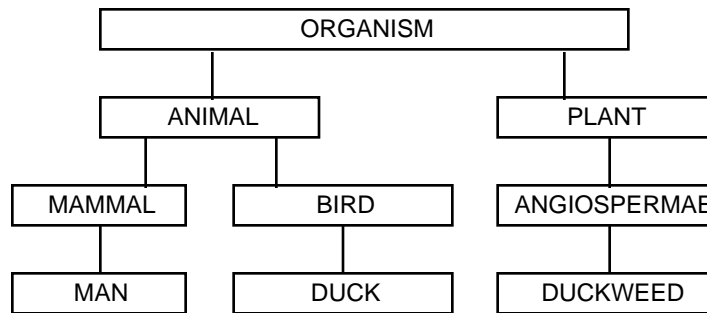 ORGANISM
ANIMAL PLANT
MAMMAL BIRD ANGIOSPERMAE
MAN DUCK DUCKWEED